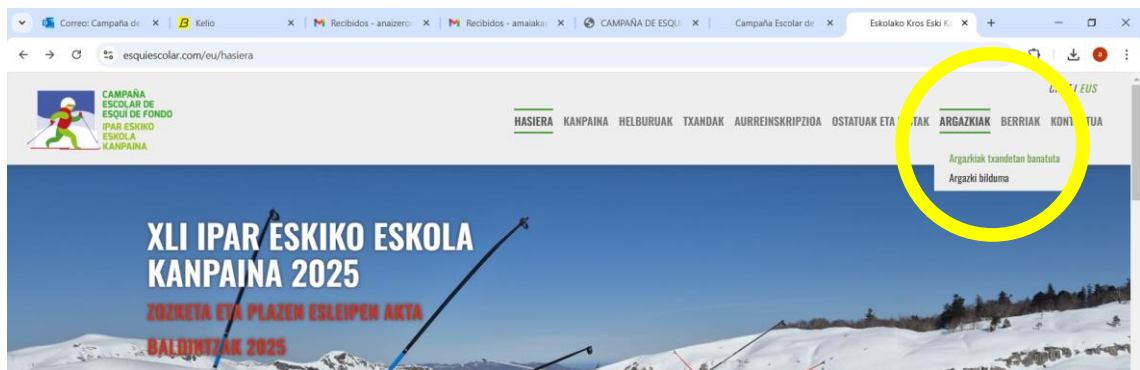 Correo: Campaña de
Kelio
Recibidos - anaizero
Recibidos - amaiako
CAMPAÑA DE ESQUI
Campaña Escolar de
Eskolako Kros Eski K
esquiescolar.com/eu/hasiera
CAMPAÑA
ESCOLAR DE
ESQUÍ DE FONDO
IPAR ESKIKO
ESKOLA
KANPAINA
EUS
HASIERA KANPAINA HELBURUAK TXANDAK AURREINSKRIPZIOA OSTATUAK ETA ARGAZKIAK BERRIAK
Argazkiak txandetan banatuta
Argazki bilduma
XLI IPAR ESKIKO ESKOLA
KANPAINA 2025
ZOZKETA ETA PLAZEN ESLEIPEN AKTA
BALDINTZAK 2025